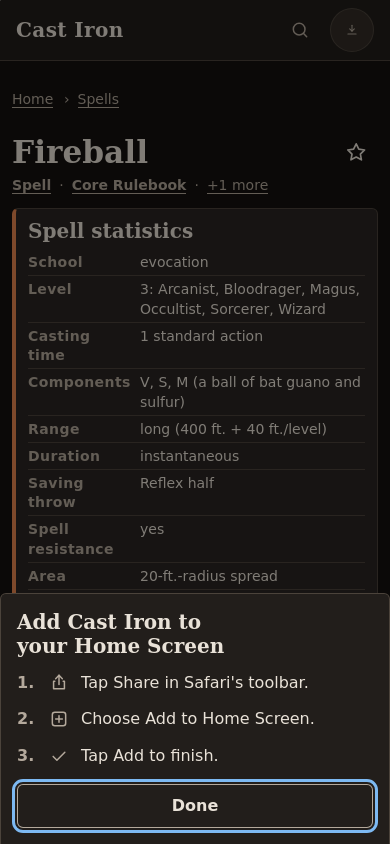 Cast Iron
Home › Spells
Fireball
Spell · Core Rulebook · +1 more
Spell statistics
School evocation
Level 3: Arcanist, Bloodrager, Magus,
Occultist, Sorcerer, Wizard
Casting 1 standard action
time
Components V, S, M (a ball of bat guano and
sulfur)
Range long (400 ft. + 40 ft./level)
Duration instantaneous
Saving Reflex half
throw
Spell yes
resistance
Area 20-ft.-radius spread
Add Cast Iron to
your Home Screen
1. Tap Share in Safari's toolbar.
2. Choose Add to Home Screen.
3. Tap Add to finish.
Done